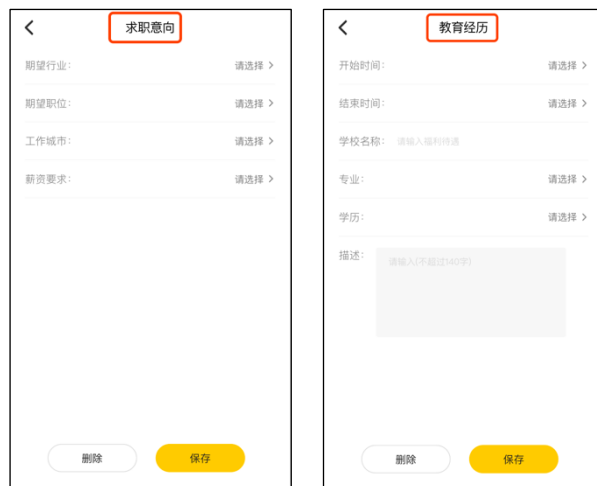 求职意向
期望行业： 请选择 >
期望职位： 请选择 >
工作城市： 请选择 >
薪资要求： 请选择 >
删除 保存
教育经历
开始时间： 请选择 >
结束时间： 请选择 >
学校名称： 请输入福利待遇
专业： 请选择 >
学历： 请选择 >
描述： 请输入(不超过140字)
删除 保存